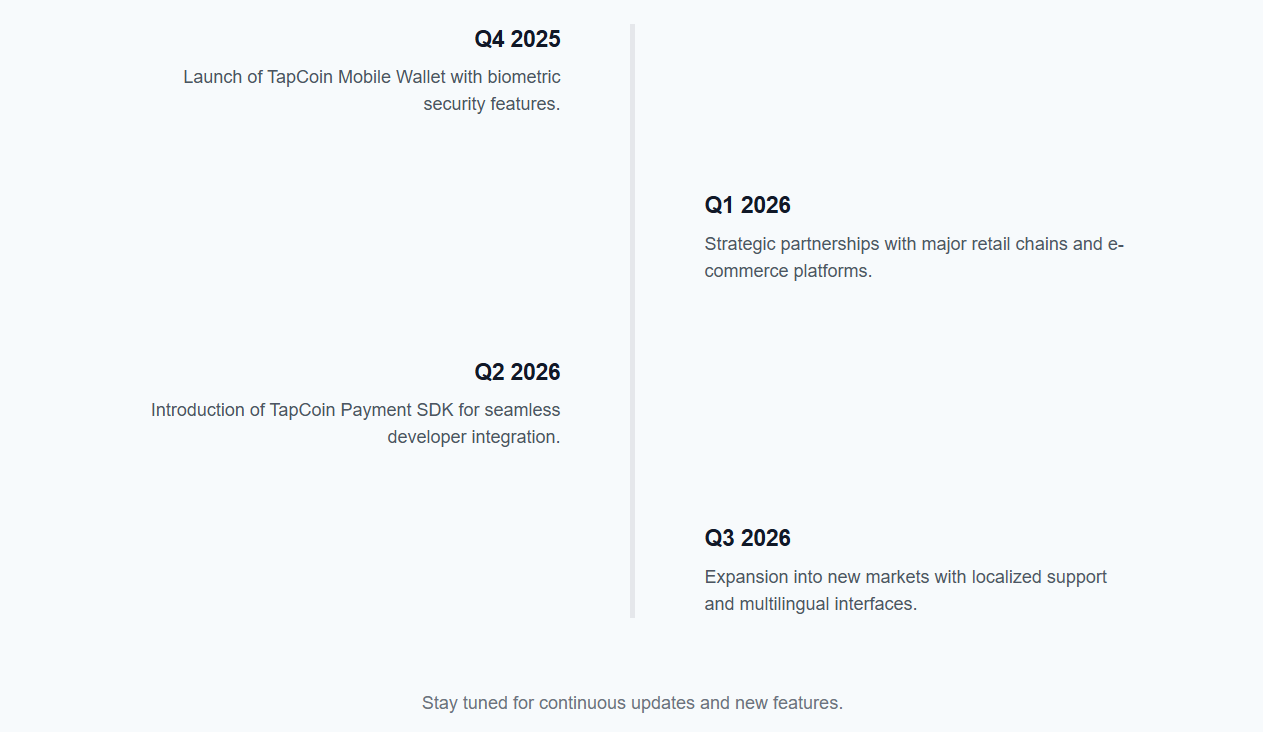 Q4 2025
Launch of TapCoin Mobile Wallet with biometric
security features.
Q1 2026
Strategic partnerships with major retail chains and e-
commerce platforms.
Q2 2026
Introduction of TapCoin Payment SDK for seamless
developer integration.
Q3 2026
Expansion into new markets with localized support
and multilingual interfaces.
Stay tuned for continuous updates and new features.